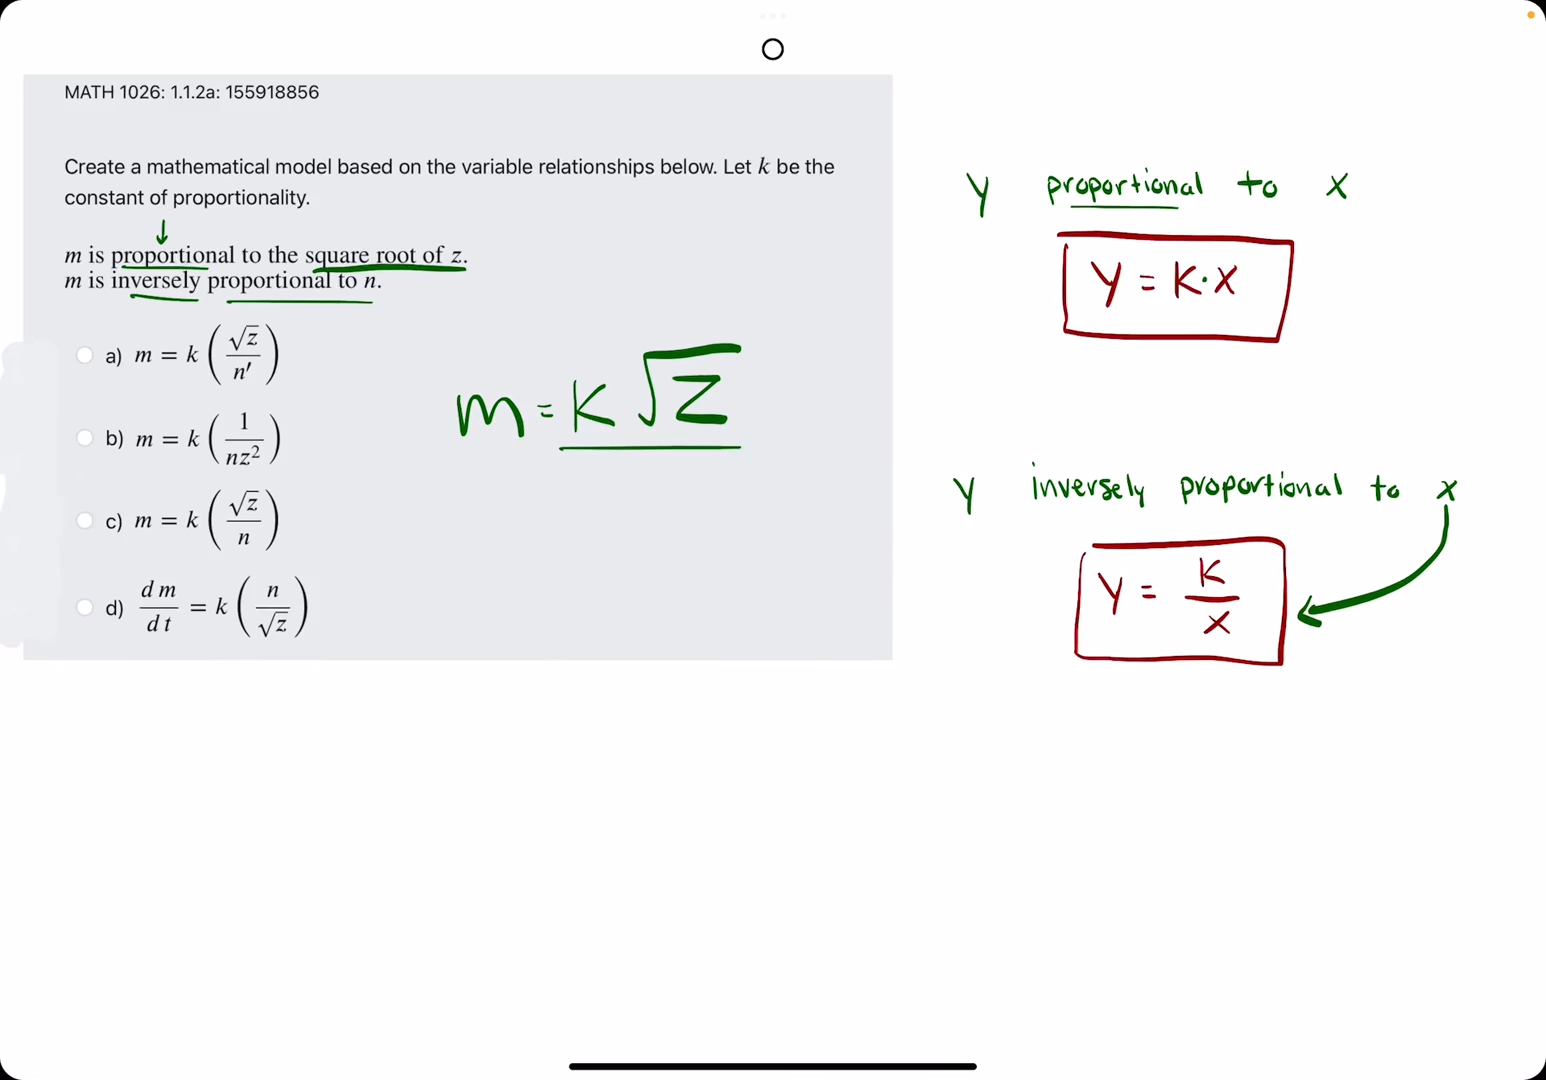 MATH 1026: 1.1.2a: 155918856
Create a mathematical model based on the variable relationships below. Let k be the
constant of proportionality.
m is proportional to the square root of z.
m is inversely proportional to n.
a) m = k (√z / n′)
b) m = k (1 / nz²)
c) m = k (√z / n)
d) dm/dt = k (n / √z)
m = k √z
y proportional to x
y = k·x
y inversely proportional to x
y = k / x